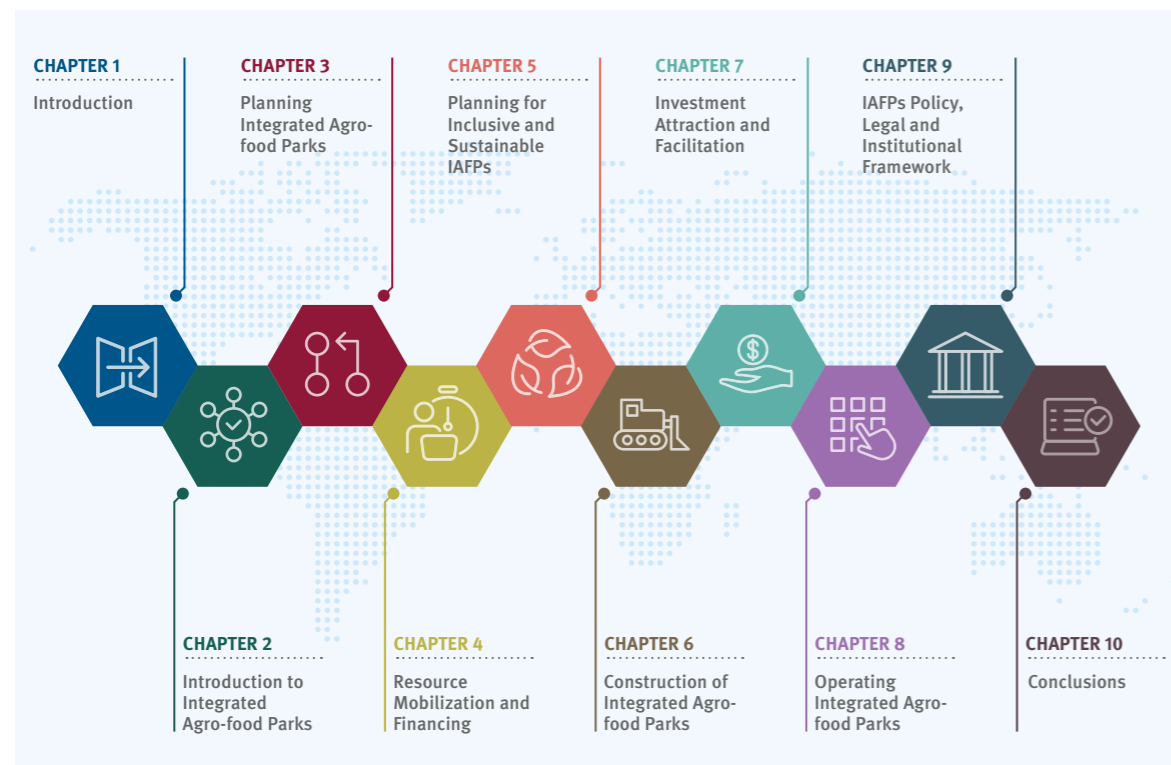 CHAPTER 1
Introduction
CHAPTER 3
Planning
Integrated Agro-
food Parks
CHAPTER 5
Planning for
Inclusive and
Sustainable
IAFPs
CHAPTER 7
Investment
Attraction and
Facilitation
CHAPTER 9
IAFPs Policy,
Legal and
Institutional
Framework
$
CHAPTER 2
Introduction to
Integrated
Agro-food Parks
CHAPTER 4
Resource
Mobilization and
Financing
CHAPTER 6
Construction of
Integrated Agro-
food Parks
CHAPTER 8
Operating
Integrated Agro-
food Parks
CHAPTER 10
Conclusions